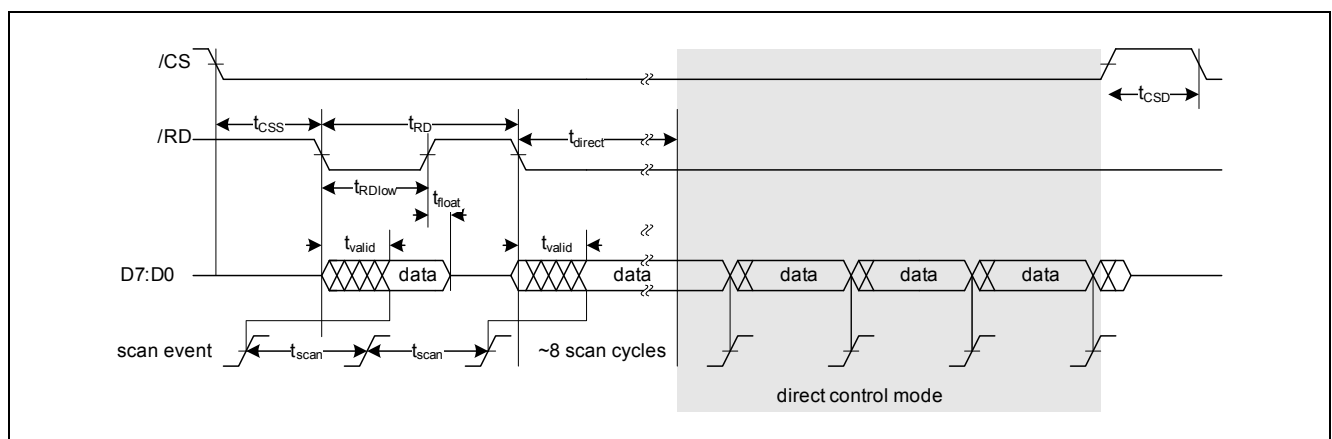 /CS
tCSD
tCSS
tRD
/RD
tdirect
tRDlow
tfloat
tvalid
tvalid
D7:D0
data
data
data
data
data
scan event
tscan
tscan
~8 scan cycles
direct control mode